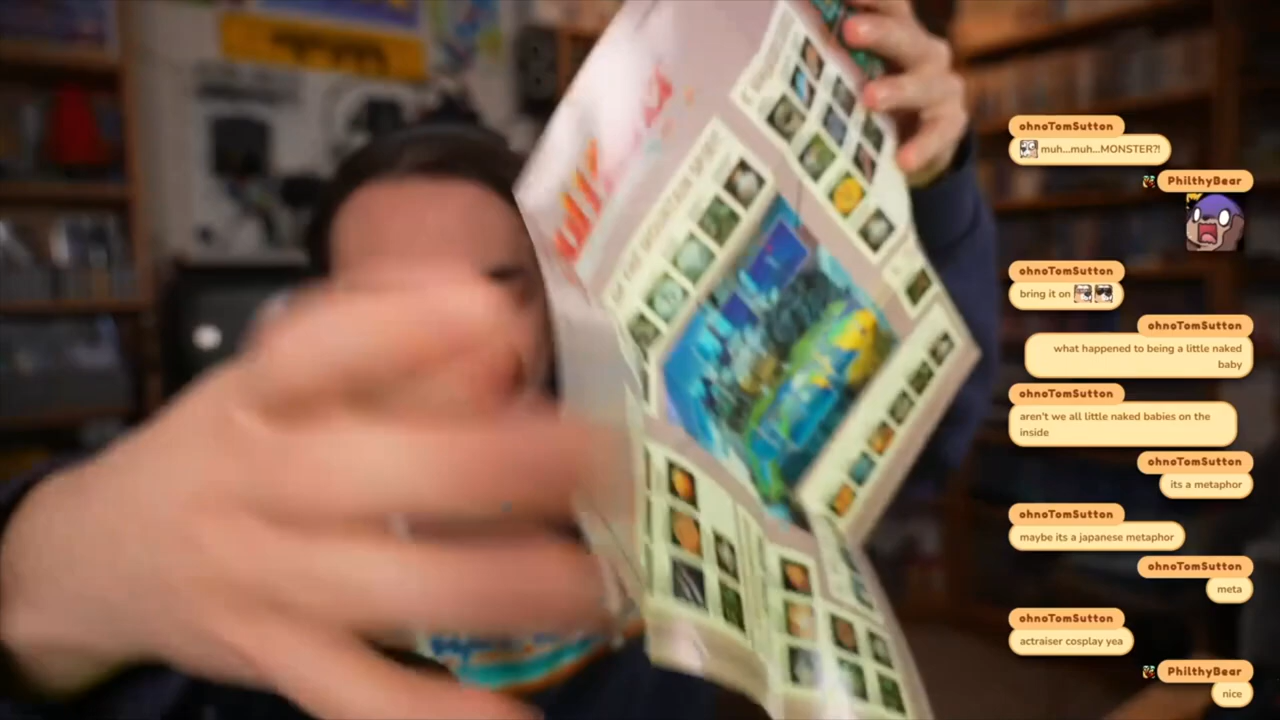 ohnoTomSutton
muh...muh...MONSTER?!
PhilthyBear
ohnoTomSutton
bring it on
ohnoTomSutton
what happened to being a little naked
baby
ohnoTomSutton
aren't we all little naked babies on the
inside
ohnoTomSutton
its a metaphor
ohnoTomSutton
maybe its a japanese metaphor
ohnoTomSutton
meta
ohnoTomSutton
actraiser cosplay yea
PhilthyBear
nice